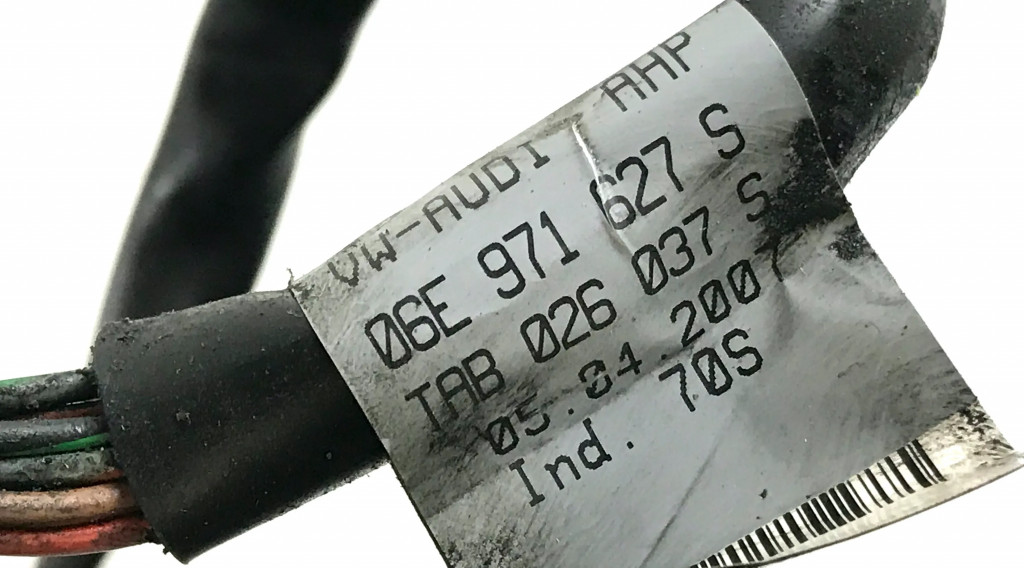 VW-AUDI AHP
06E 971 627 S
TAB 026 037 S
05.04.2007
Ind. 70S